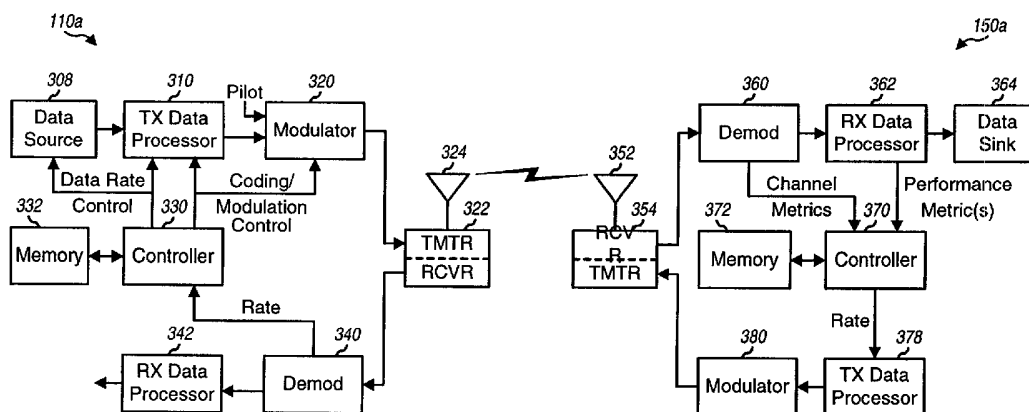 110a
150a
308
310
320
Pilot
Data
Source
TX Data
Processor
Modulator
324
352
360
362
364
Demod
RX Data
Processor
Data
Sink
Data Rate
Control
Coding/
Modulation
Control
Channel
Metrics
Performance
Metric(s)
332
330
322
354
372
370
Memory
Controller
TMTR
RCVR
RCV
R
TMTR
Memory
Controller
Rate
Rate
342
340
380
378
RX Data
Processor
Demod
Modulator
TX Data
Processor